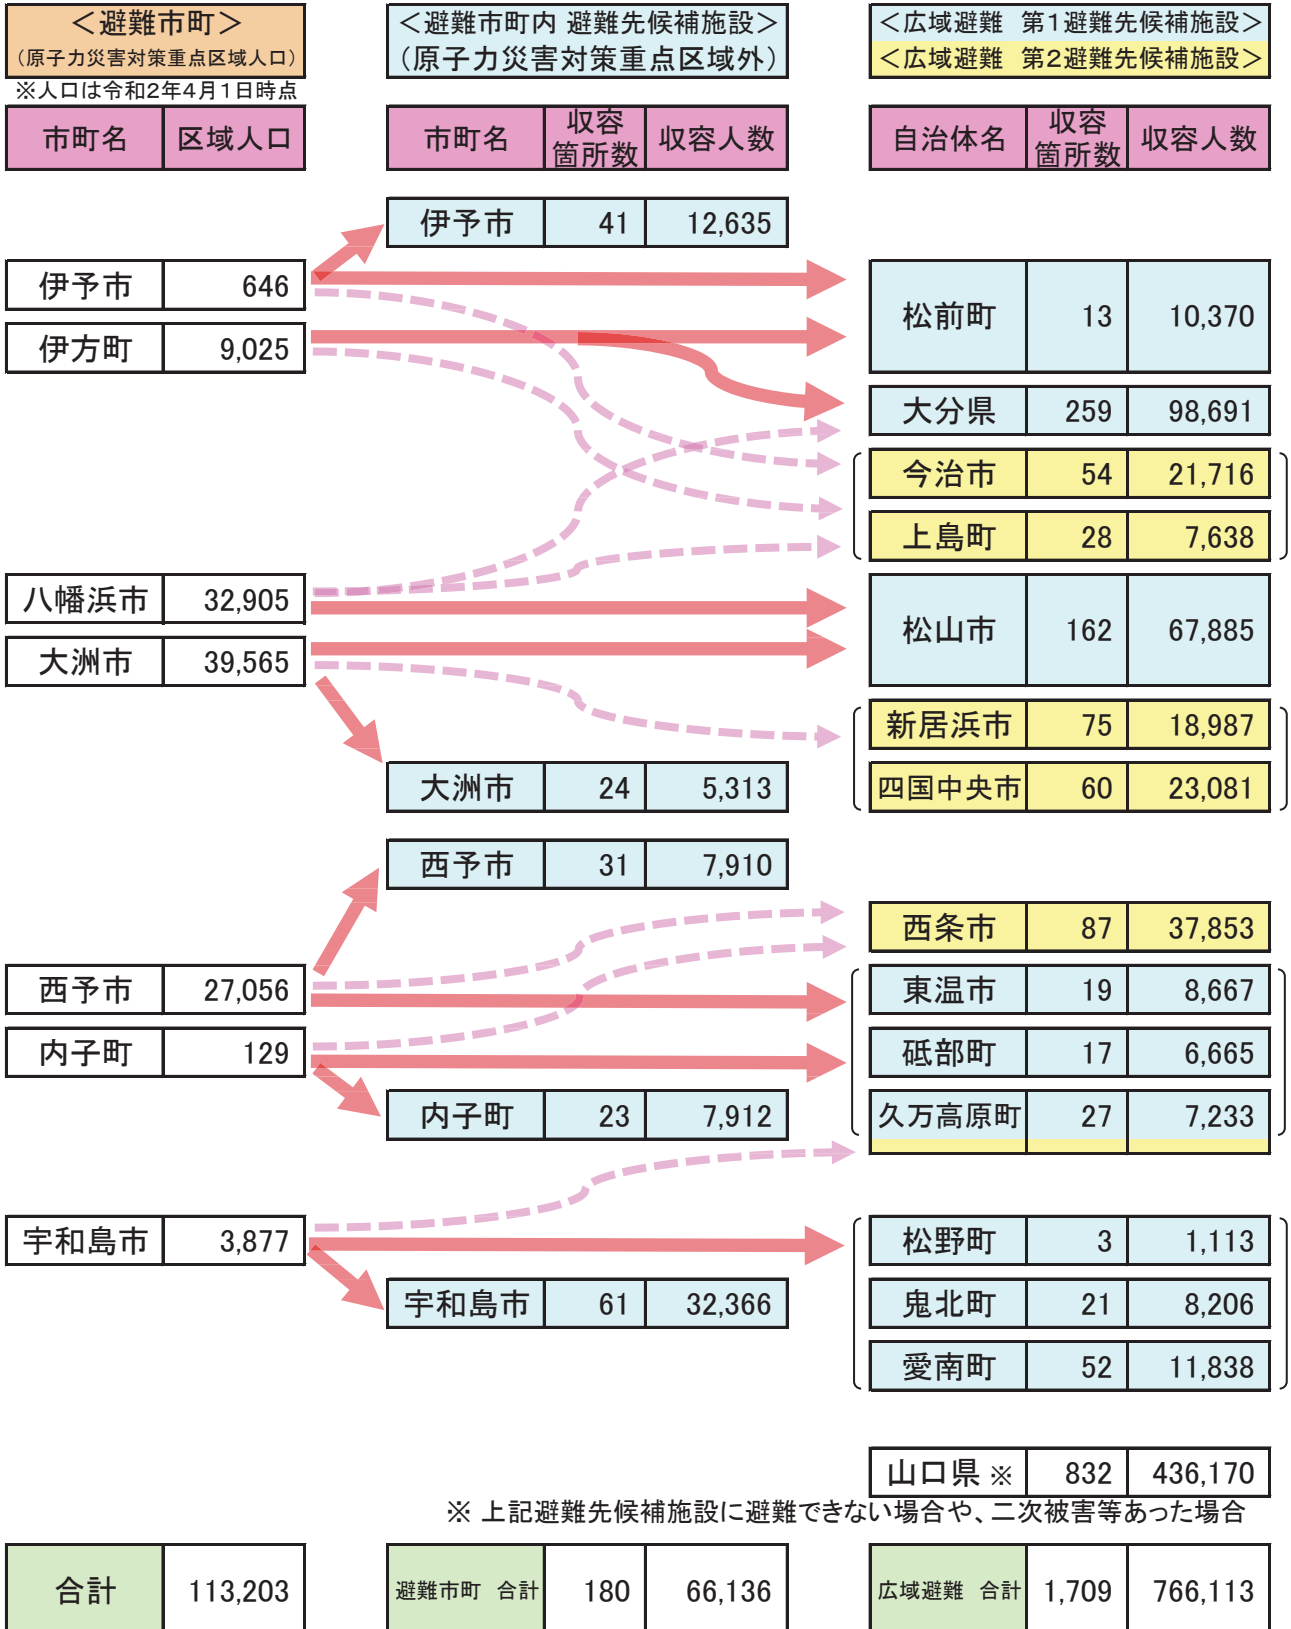 ＜避難市町＞
（原子力災害対策重点区域人口）
※人口は令和2年4月1日時点
市町名 区域人口
＜避難市町内 避難先候補施設＞
（原子力災害対策重点区域外）
市町名 収容箇所数 収容人数
＜広域避難　第1避難先候補施設＞
＜広域避難　第2避難先候補施設＞
自治体名 収容箇所数 収容人数
伊予市 41 12,635
伊予市 646
伊方町 9,025
松前町 13 10,370
大分県 259 98,691
今治市 54 21,716
上島町 28 7,638
八幡浜市 32,905
大洲市 39,565
松山市 162 67,885
新居浜市 75 18,987
大洲市 24 5,313
四国中央市 60 23,081
西予市 31 7,910
西条市 87 37,853
西予市 27,056
東温市 19 8,667
内子町 129
砥部町 17 6,665
内子町 23 7,912
久万高原町 27 7,233
宇和島市 3,877
松野町 3 1,113
宇和島市 61 32,366
鬼北町 21 8,206
愛南町 52 11,838
山口県※ 832 436,170
※ 上記避難先候補施設に避難できない場合や、二次被害等あった場合
合計 113,203
避難市町　合計 180 66,136
広域避難　合計 1,709 766,113